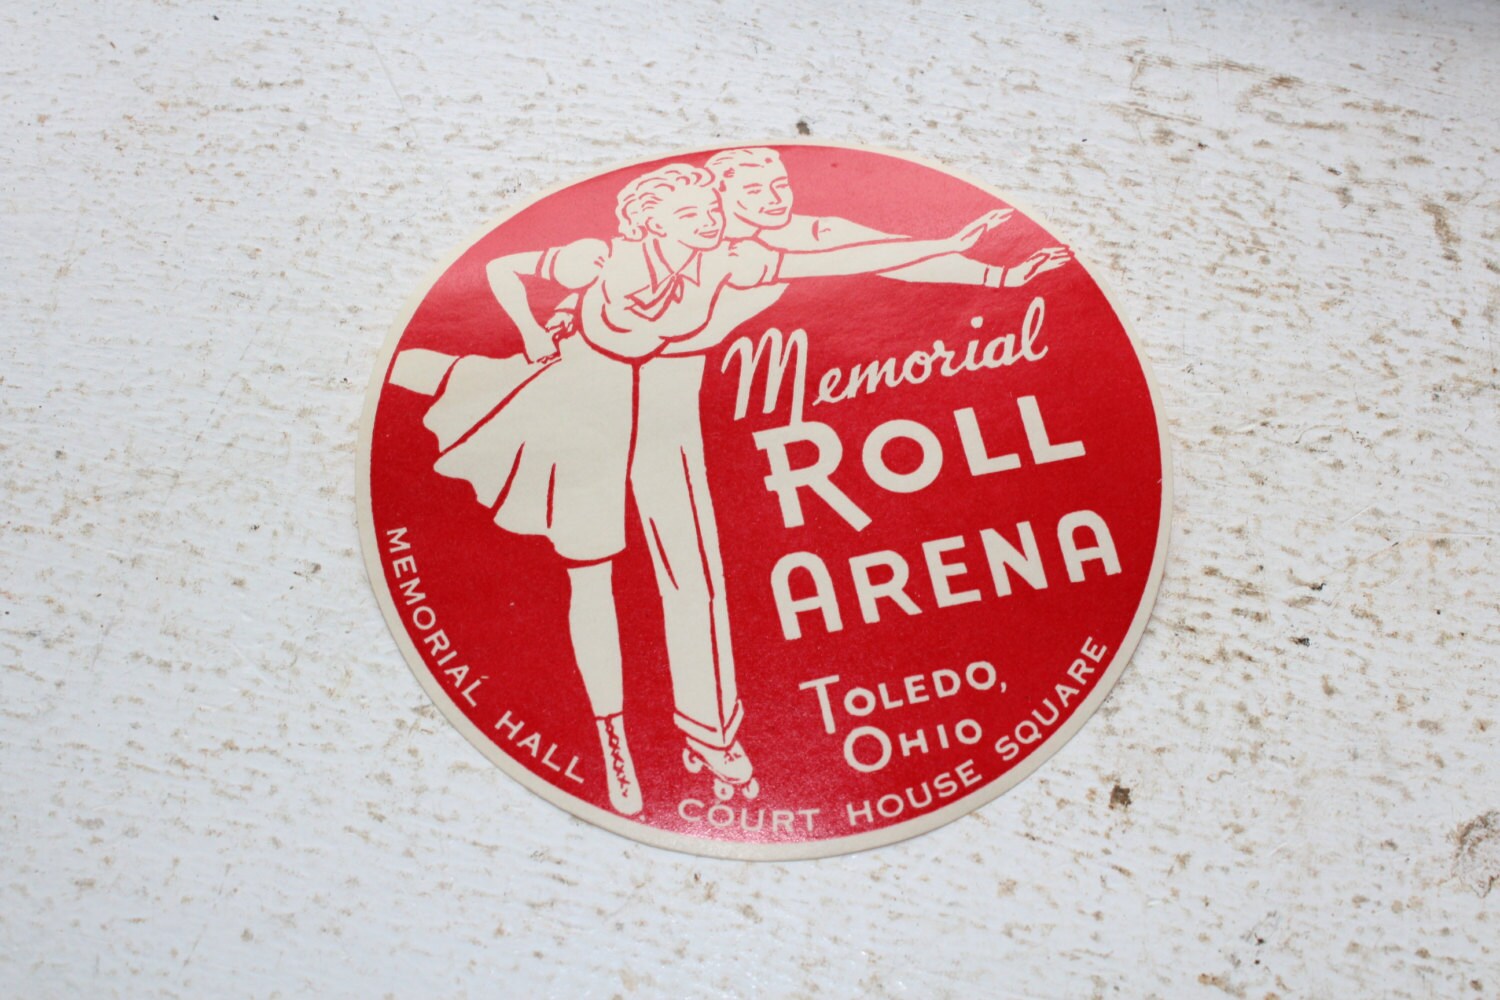 Memorial
ROLL
ARENA
TOLEDO,
OHIO
MEMORIAL HALL
COURT HOUSE SQUARE